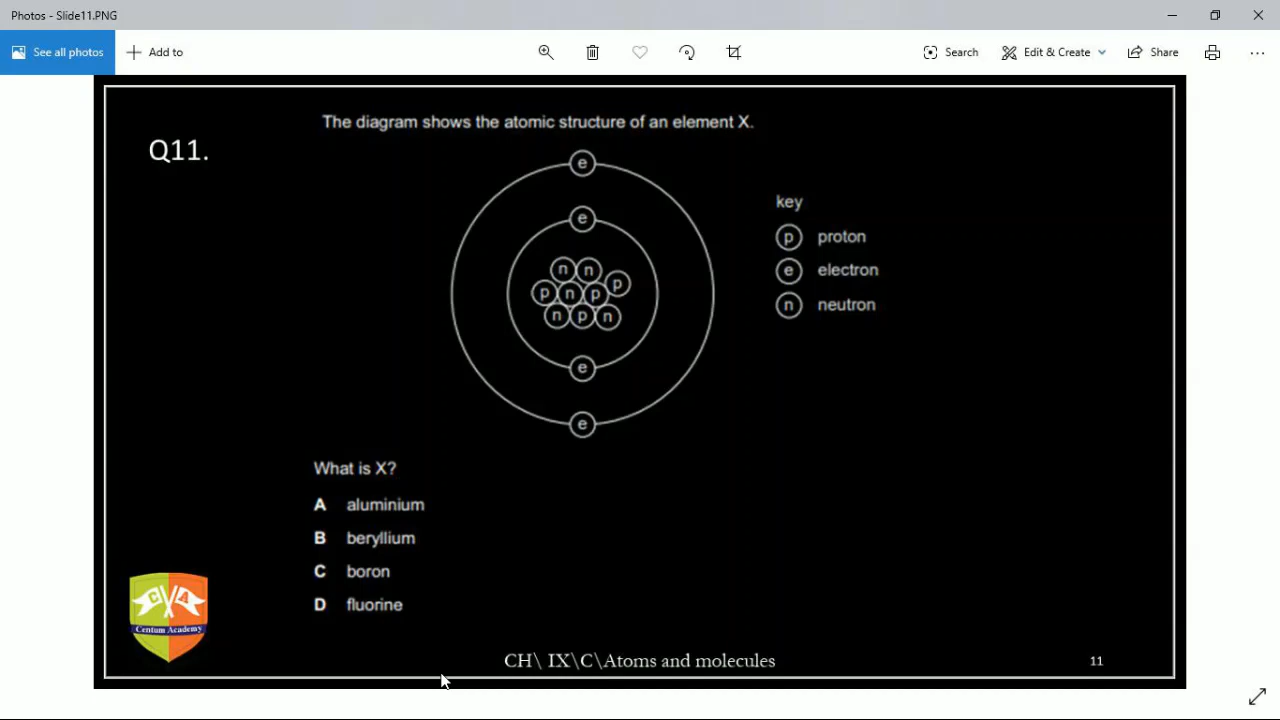 Photos - Slide11.PNG
See all photos
Add to
Search
Edit & Create
Share
The diagram shows the atomic structure of an element X.
Q11.
e
e
n n
p n p p
n p n
e
e
key
p proton
e electron
n neutron
What is X?
A aluminium
B beryllium
C boron
D fluorine
C A
Centum Academy
CH\ IX\C\Atoms and molecules
11